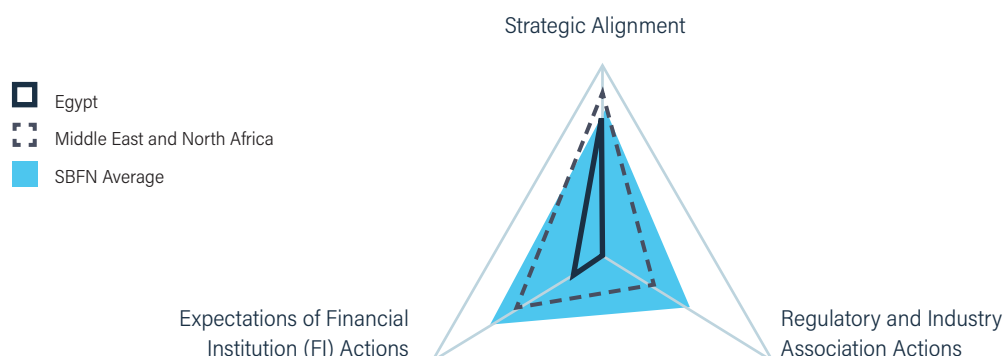 Strategic Alignment
Egypt
Middle East and North Africa
SBFN Average
Expectations of Financial
Institution (FI) Actions
Regulatory and Industry
Association Actions